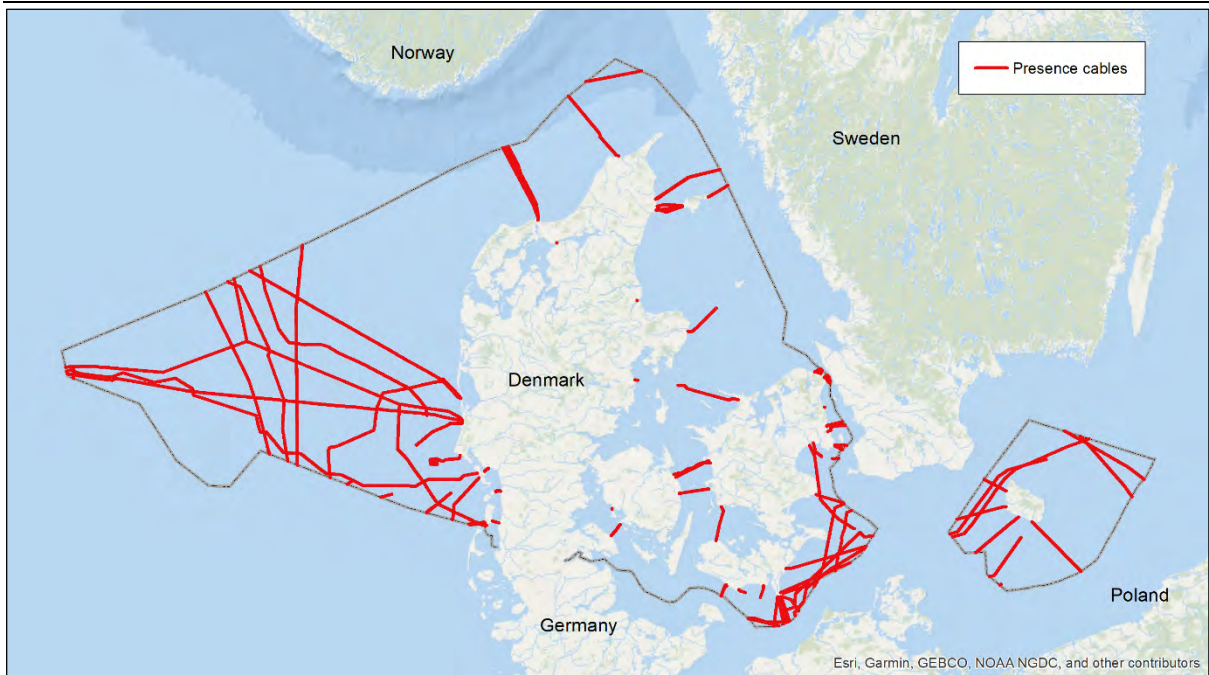 Norway
Presence cables
Sweden
Denmark
Poland
Germany
Esri, Garmin, GEBCO, NOAA NGDC, and other contributors